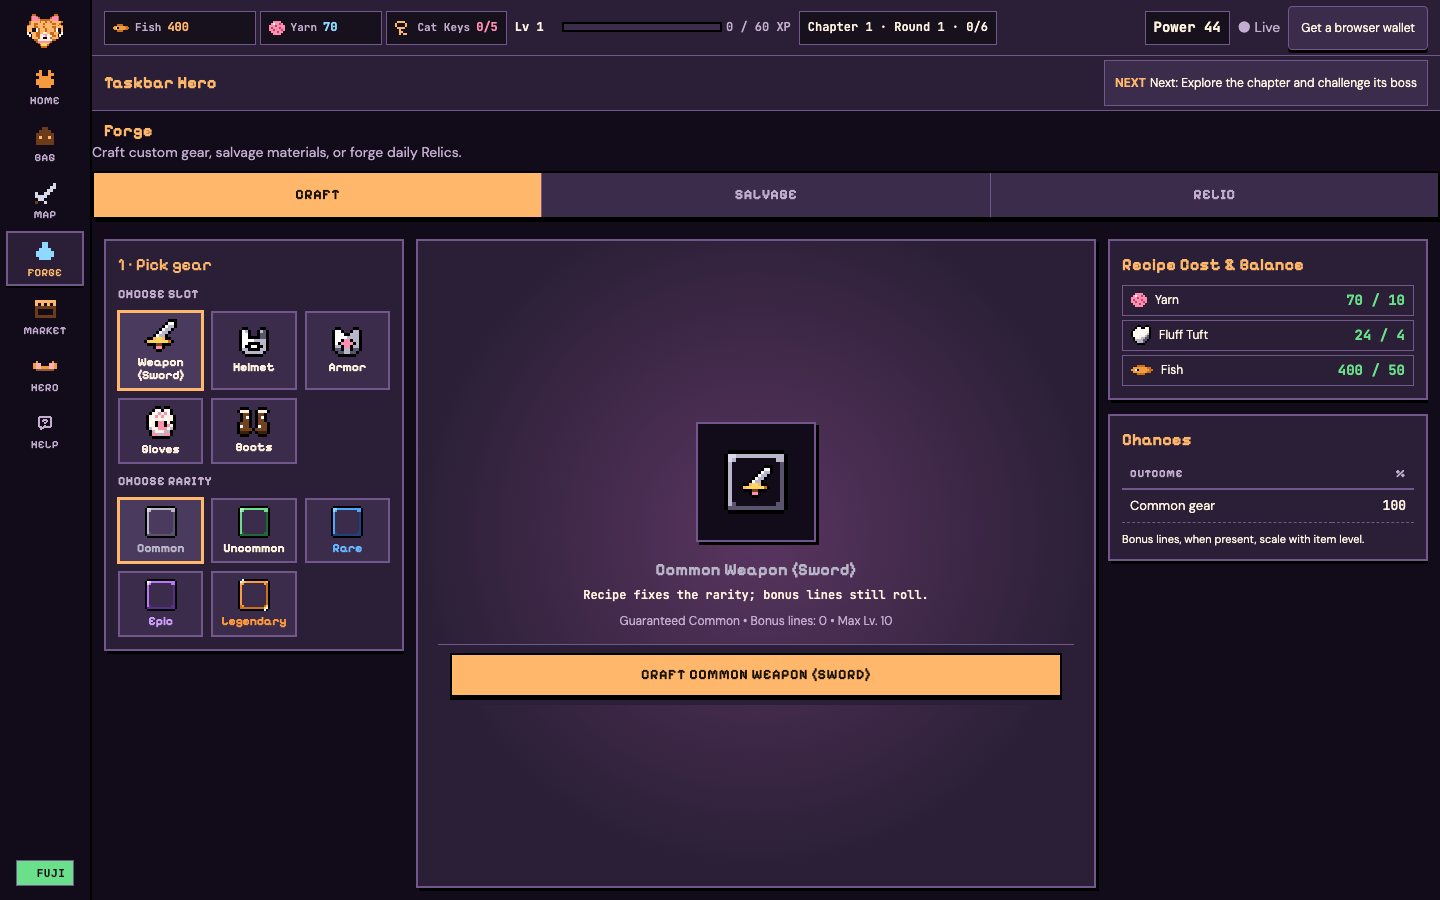 Fish 400
Yarn 70
Cat Keys 0/5
Lv 1
0 / 60 XP
Chapter 1 · Round 1 · 0/6
Power 44
Live
Get a browser wallet
HOME
BAG
MAP
FORGE
MARKET
HERO
HELP
FUJI
Taskbar Hero
NEXT Next: Explore the chapter and challenge its boss
Forge
Craft custom gear, salvage materials, or forge daily Relics.
CRAFT
SALVAGE
RELIC
1 · Pick gear
CHOOSE SLOT
Weapon
(Sword)
Helmet
Armor
Gloves
Boots
CHOOSE RARITY
Common
Uncommon
Rare
Epic
Legendary
Common Weapon (Sword)
Recipe fixes the rarity; bonus lines still roll.
Guaranteed Common • Bonus lines: 0 • Max Lv. 10
CRAFT COMMON WEAPON (SWORD)
Recipe Cost & Balance
Yarn 70 / 10
Fluff Tuft 24 / 4
Fish 400 / 50
Chances
OUTCOME %
Common gear 100
Bonus lines, when present, scale with item level.